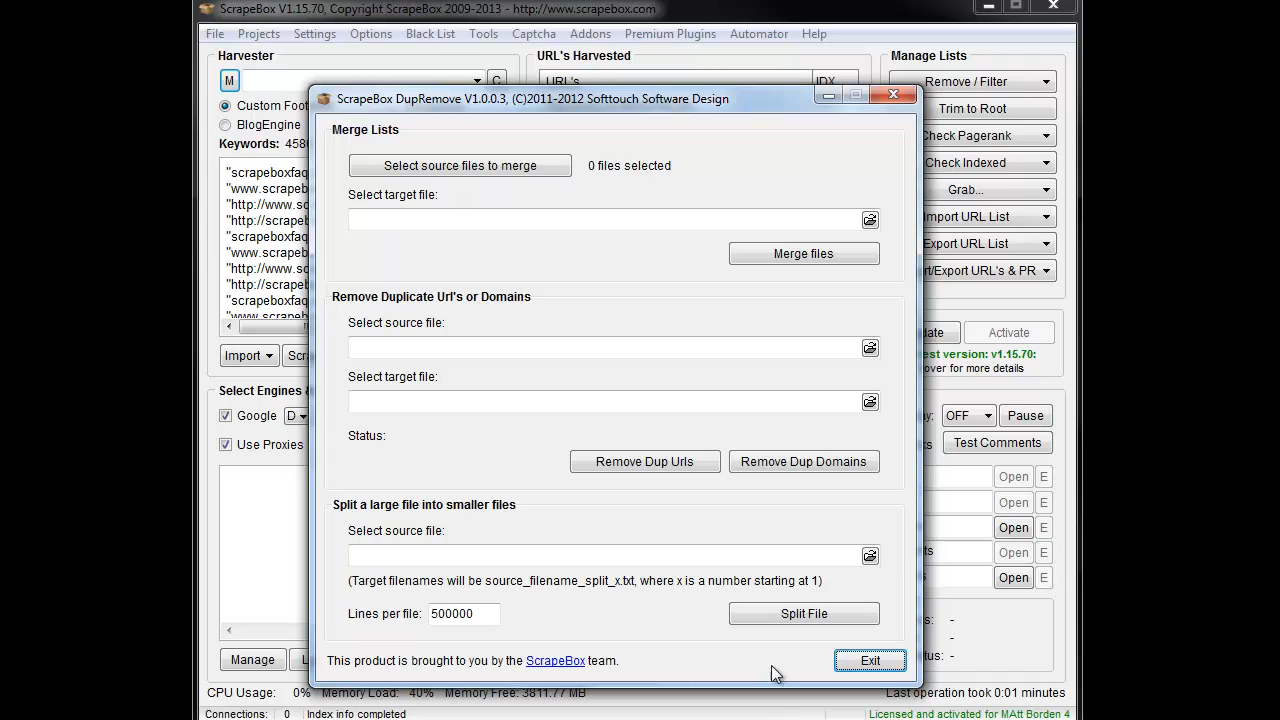 ScrapeBox V1.15.70, Copyright ScrapeBox 2009-2013 - http://www.scrapebox.com
File Projects Settings Options Black List Tools Captcha Addons Premium Plugins Automator Help
Harvester
URL's Harvested
Manage Lists
M
C
URL's
IDX
Remove / Filter
Custom Foot
BlogEngine
Keywords: 4580
Trim to Root
Check Pagerank
Check Indexed
Grab...
Import URL List
Export URL List
rt/Export URL's & PR
"scrapeboxfaq
"www.scrapeb
"http://www.sc
"http://scrapeb
"scrapeboxfaq
"www.scrapeb
"http://www.sc
"http://scrapeb
"scrapeboxfaq
"www.scrapeb
Import
Scr
date
Activate
est version: v1.15.70:
over for more details
Select Engines &
Google
D
Use Proxies
OFF
Pause
Test Comments
Open E
Open E
Open E
Open E
Open E
Manage
CPU Usage: 0% Memory Load: 40% Memory Free: 3811.77 MB
Last operation took 0:01 minutes
Connections: 0 Index info completed
Licensed and activated for MAtt Borden 4
ScrapeBox DupRemove V1.0.0.3, (C)2011-2012 Softtouch Software Design
Merge Lists
Select source files to merge
0 files selected
Select target file:
Merge files
Remove Duplicate Url's or Domains
Select source file:
Select target file:
Status:
Remove Dup Urls
Remove Dup Domains
Split a large file into smaller files
Select source file:
(Target filenames will be source_filename_split_x.txt, where x is a number starting at 1)
Lines per file: 500000
Split File
This product is brought to you by the ScrapeBox team.
Exit